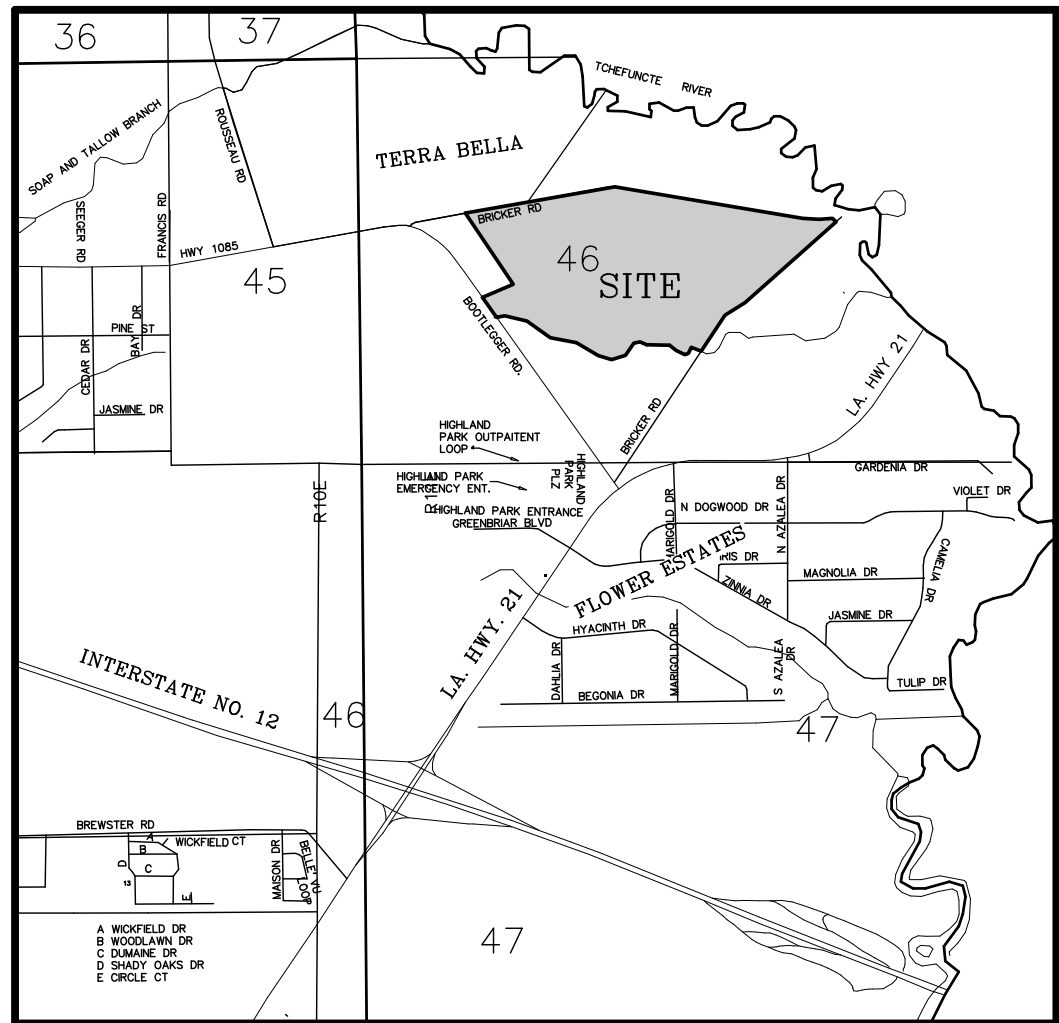 36
37
TCHEFUNCTE RIVER
SOAP AND TALLOW BRANCH
ROUSSEAU RD
TERRA BELLA
SEEGER RD
FRANCIS RD
BRICKER RD
HWY 1085
46
SITE
45
BOOTLEGGER RD.
PINE ST
BAY DR
CEDAR DR
JASMINE DR
LA. HWY 21
BRICKER RD
HIGHLAND
PARK OUTPAITENT
LOOP
HIGHLAND PARK
EMERGENCY ENT.
HIGHLAND
PARK
PLZ
HIGHLAND PARK ENTRANCE
GREENBRIAR BLVD
R10E
GARDENIA DR
VIOLET DR
MARIGOLD DR
N DOGWOOD DR
N AZALEA DR
IRIS DR
CAMELIA DR
MAGNOLIA DR
FLOWER ESTATES
ZINNIA DR
JASMINE DR
HYACINTH DR
DAHLIA DR
MARIGOLD DR
S AZALEA
DR
BEGONIA DR
TULIP DR
LA. HWY. 21
INTERSTATE NO. 12
46
47
BREWSTER RD
A
WICKFIELD CT
B
D
C
13
E
MAISON DR
BELLE VU
LOOP
A WICKFIELD DR
B WOODLAWN DR
C DUMAINE DR
D SHADY OAKS DR
E CIRCLE CT
47